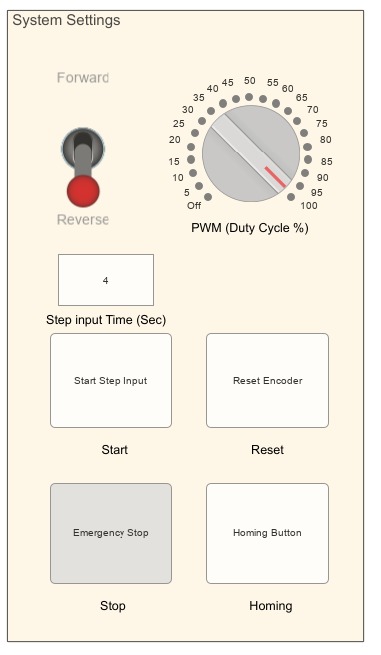 System Settings
Forward
Reverse
Off 5 10 15 20 25 30 35 40 45 50 55 60 65 70 75 80 85 90 95 100
PWM (Duty Cycle %)
4
Step input Time (Sec)
Start Step Input
Reset Encoder
Start
Reset
Emergency Stop
Homing Button
Stop
Homing